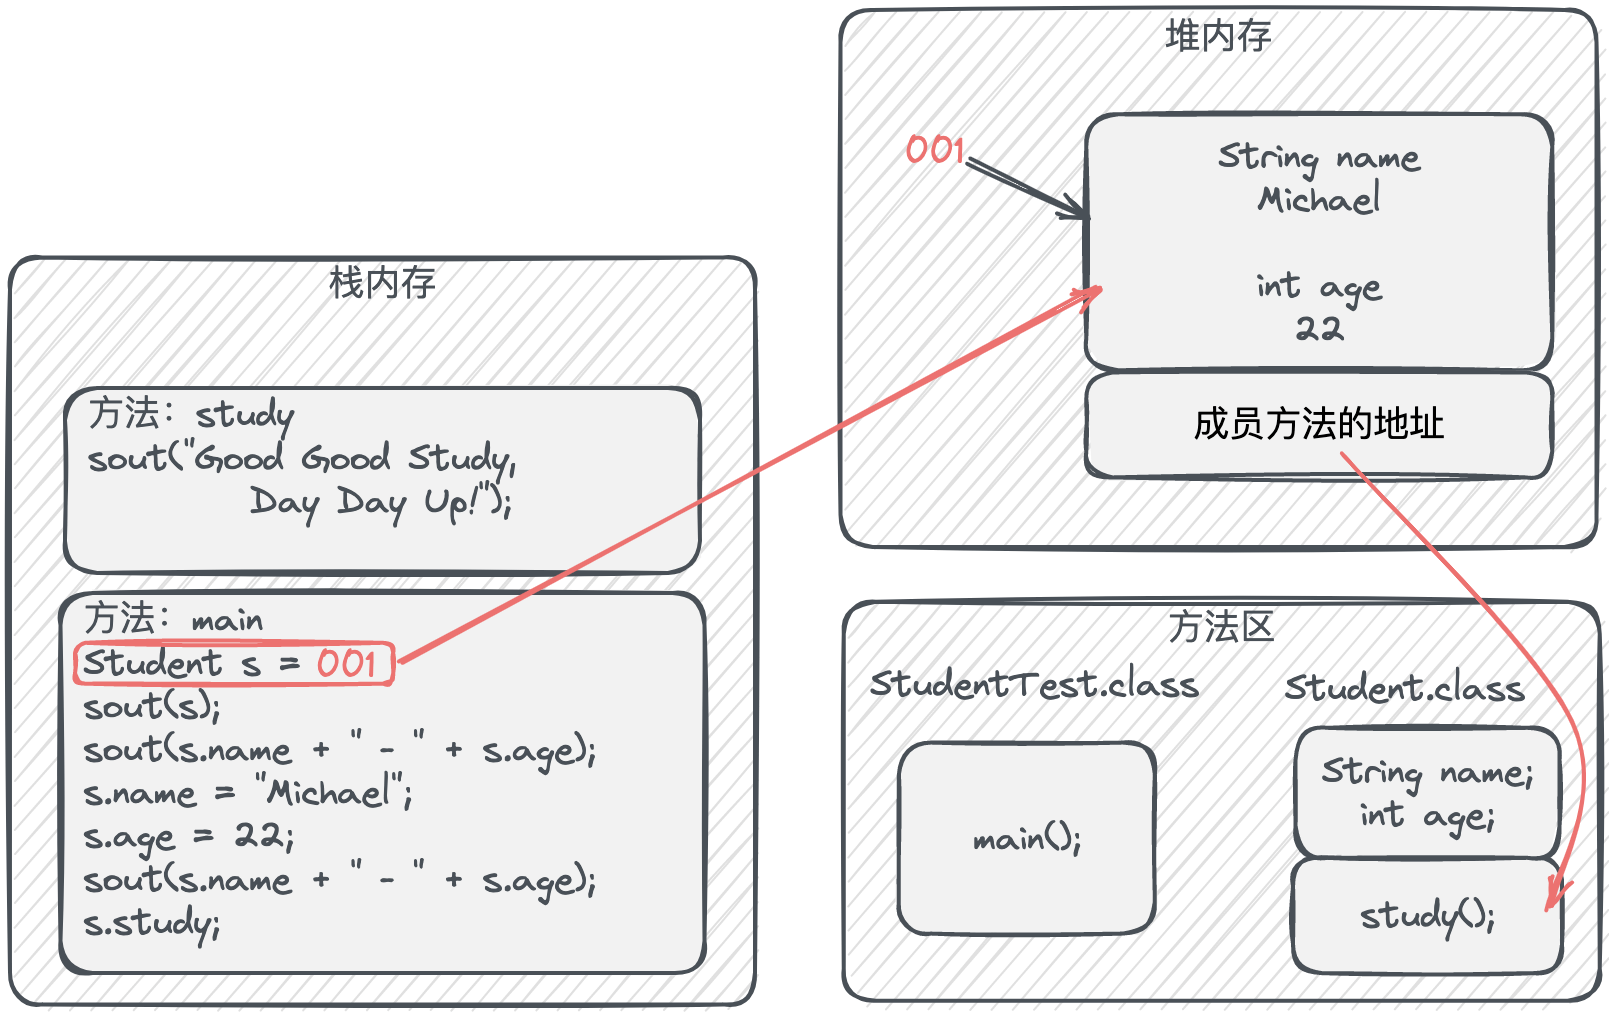 栈内存
方法：study
sout("Good Good Study,
Day Day Up!");
方法：main
Student s = 001
sout(s);
sout(s.name + " - " + s.age);
s.name = "Michael";
s.age = 22;
sout(s.name + " - " + s.age);
s.study;
堆内存
001
String name
Michael
int age
22
成员方法的地址
方法区
StudentTest.class
main();
Student.class
String name;
int age;
study();